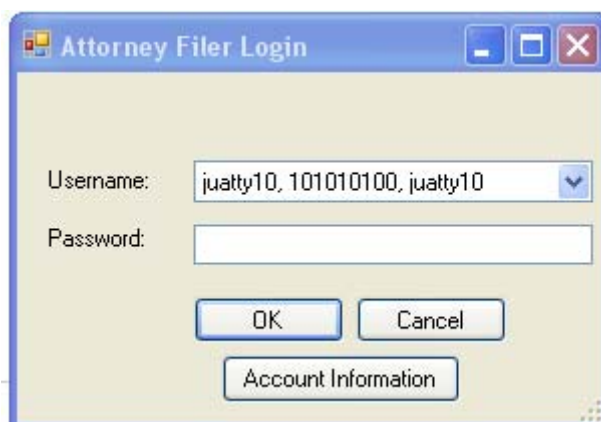 Attorney Filer Login
Username: juatty10, 101010100, juatty10
Password:
OK Cancel
Account Information